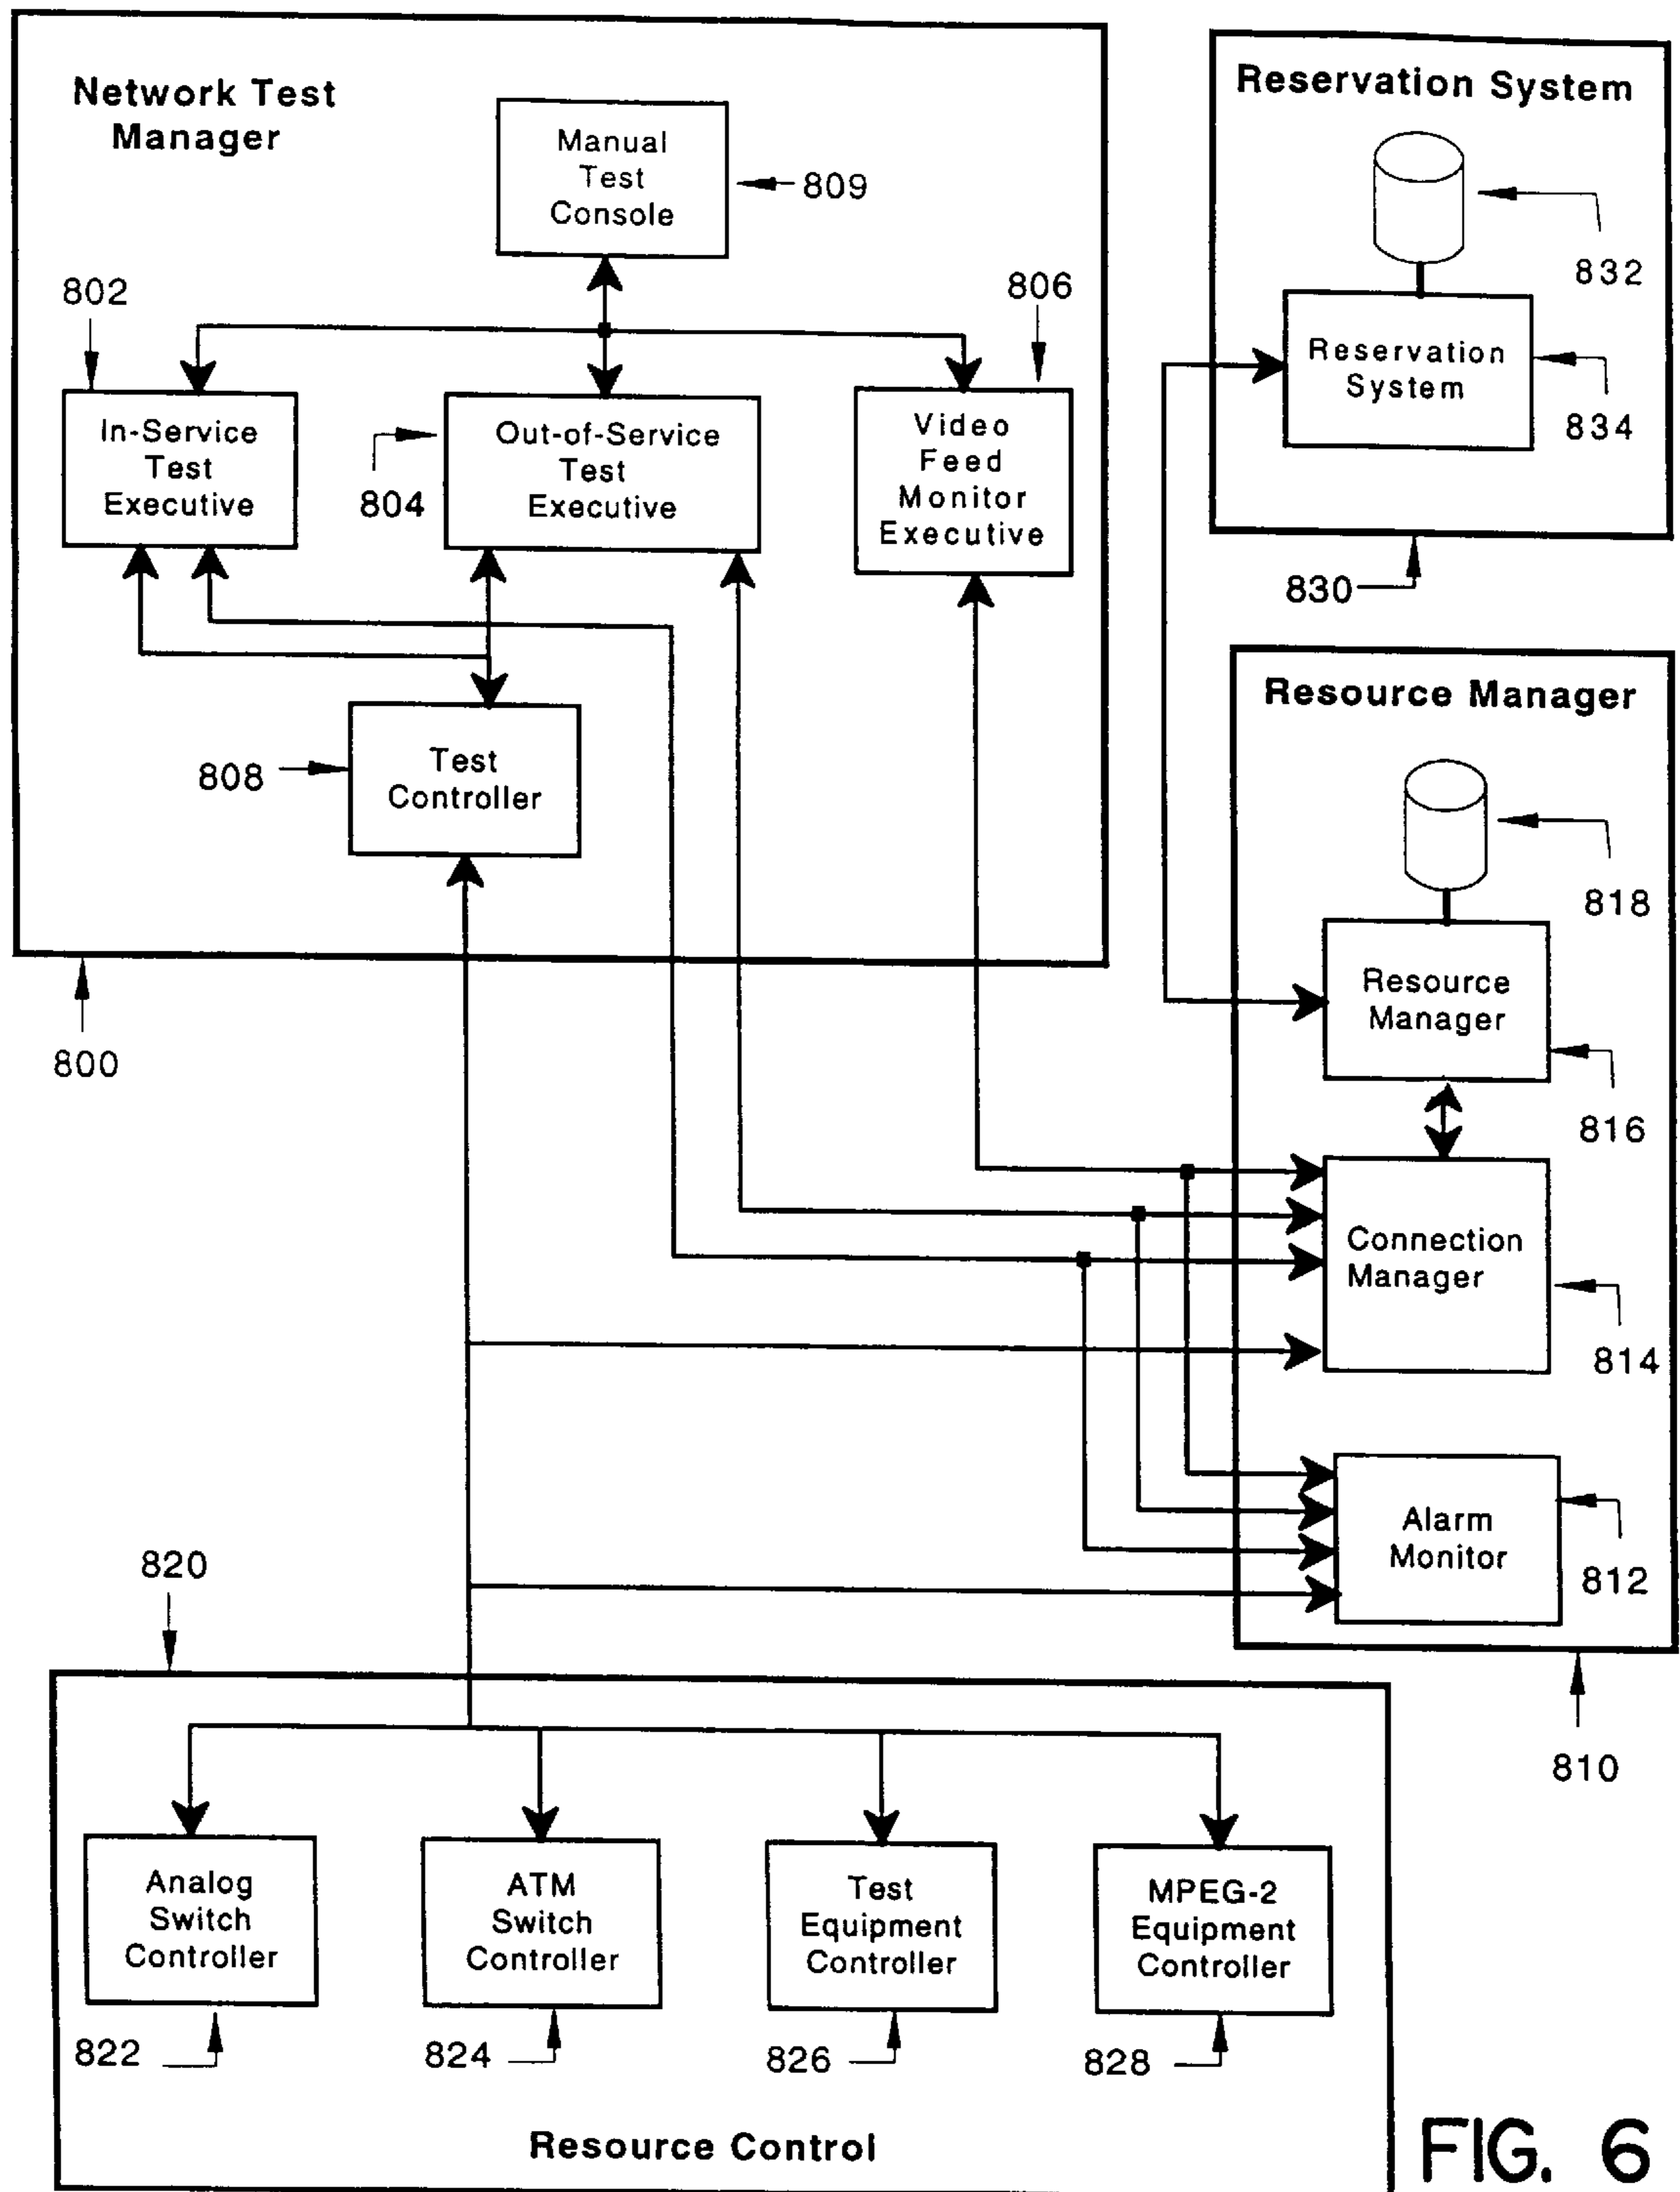 Network Test
Manager
Manual
Test
Console
809
802
806
In-Service
Test
Executive
804
Out-of-Service
Test
Executive
Video
Feed
Monitor
Executive
808
Test
Controller
800
Reservation System
832
Reservation
System
834
830
Resource Manager
818
Resource
Manager
816
Connection
Manager
814
Alarm
Monitor
812
810
820
Analog
Switch
Controller
ATM
Switch
Controller
Test
Equipment
Controller
MPEG-2
Equipment
Controller
822
824
826
828
Resource Control
FIG. 6